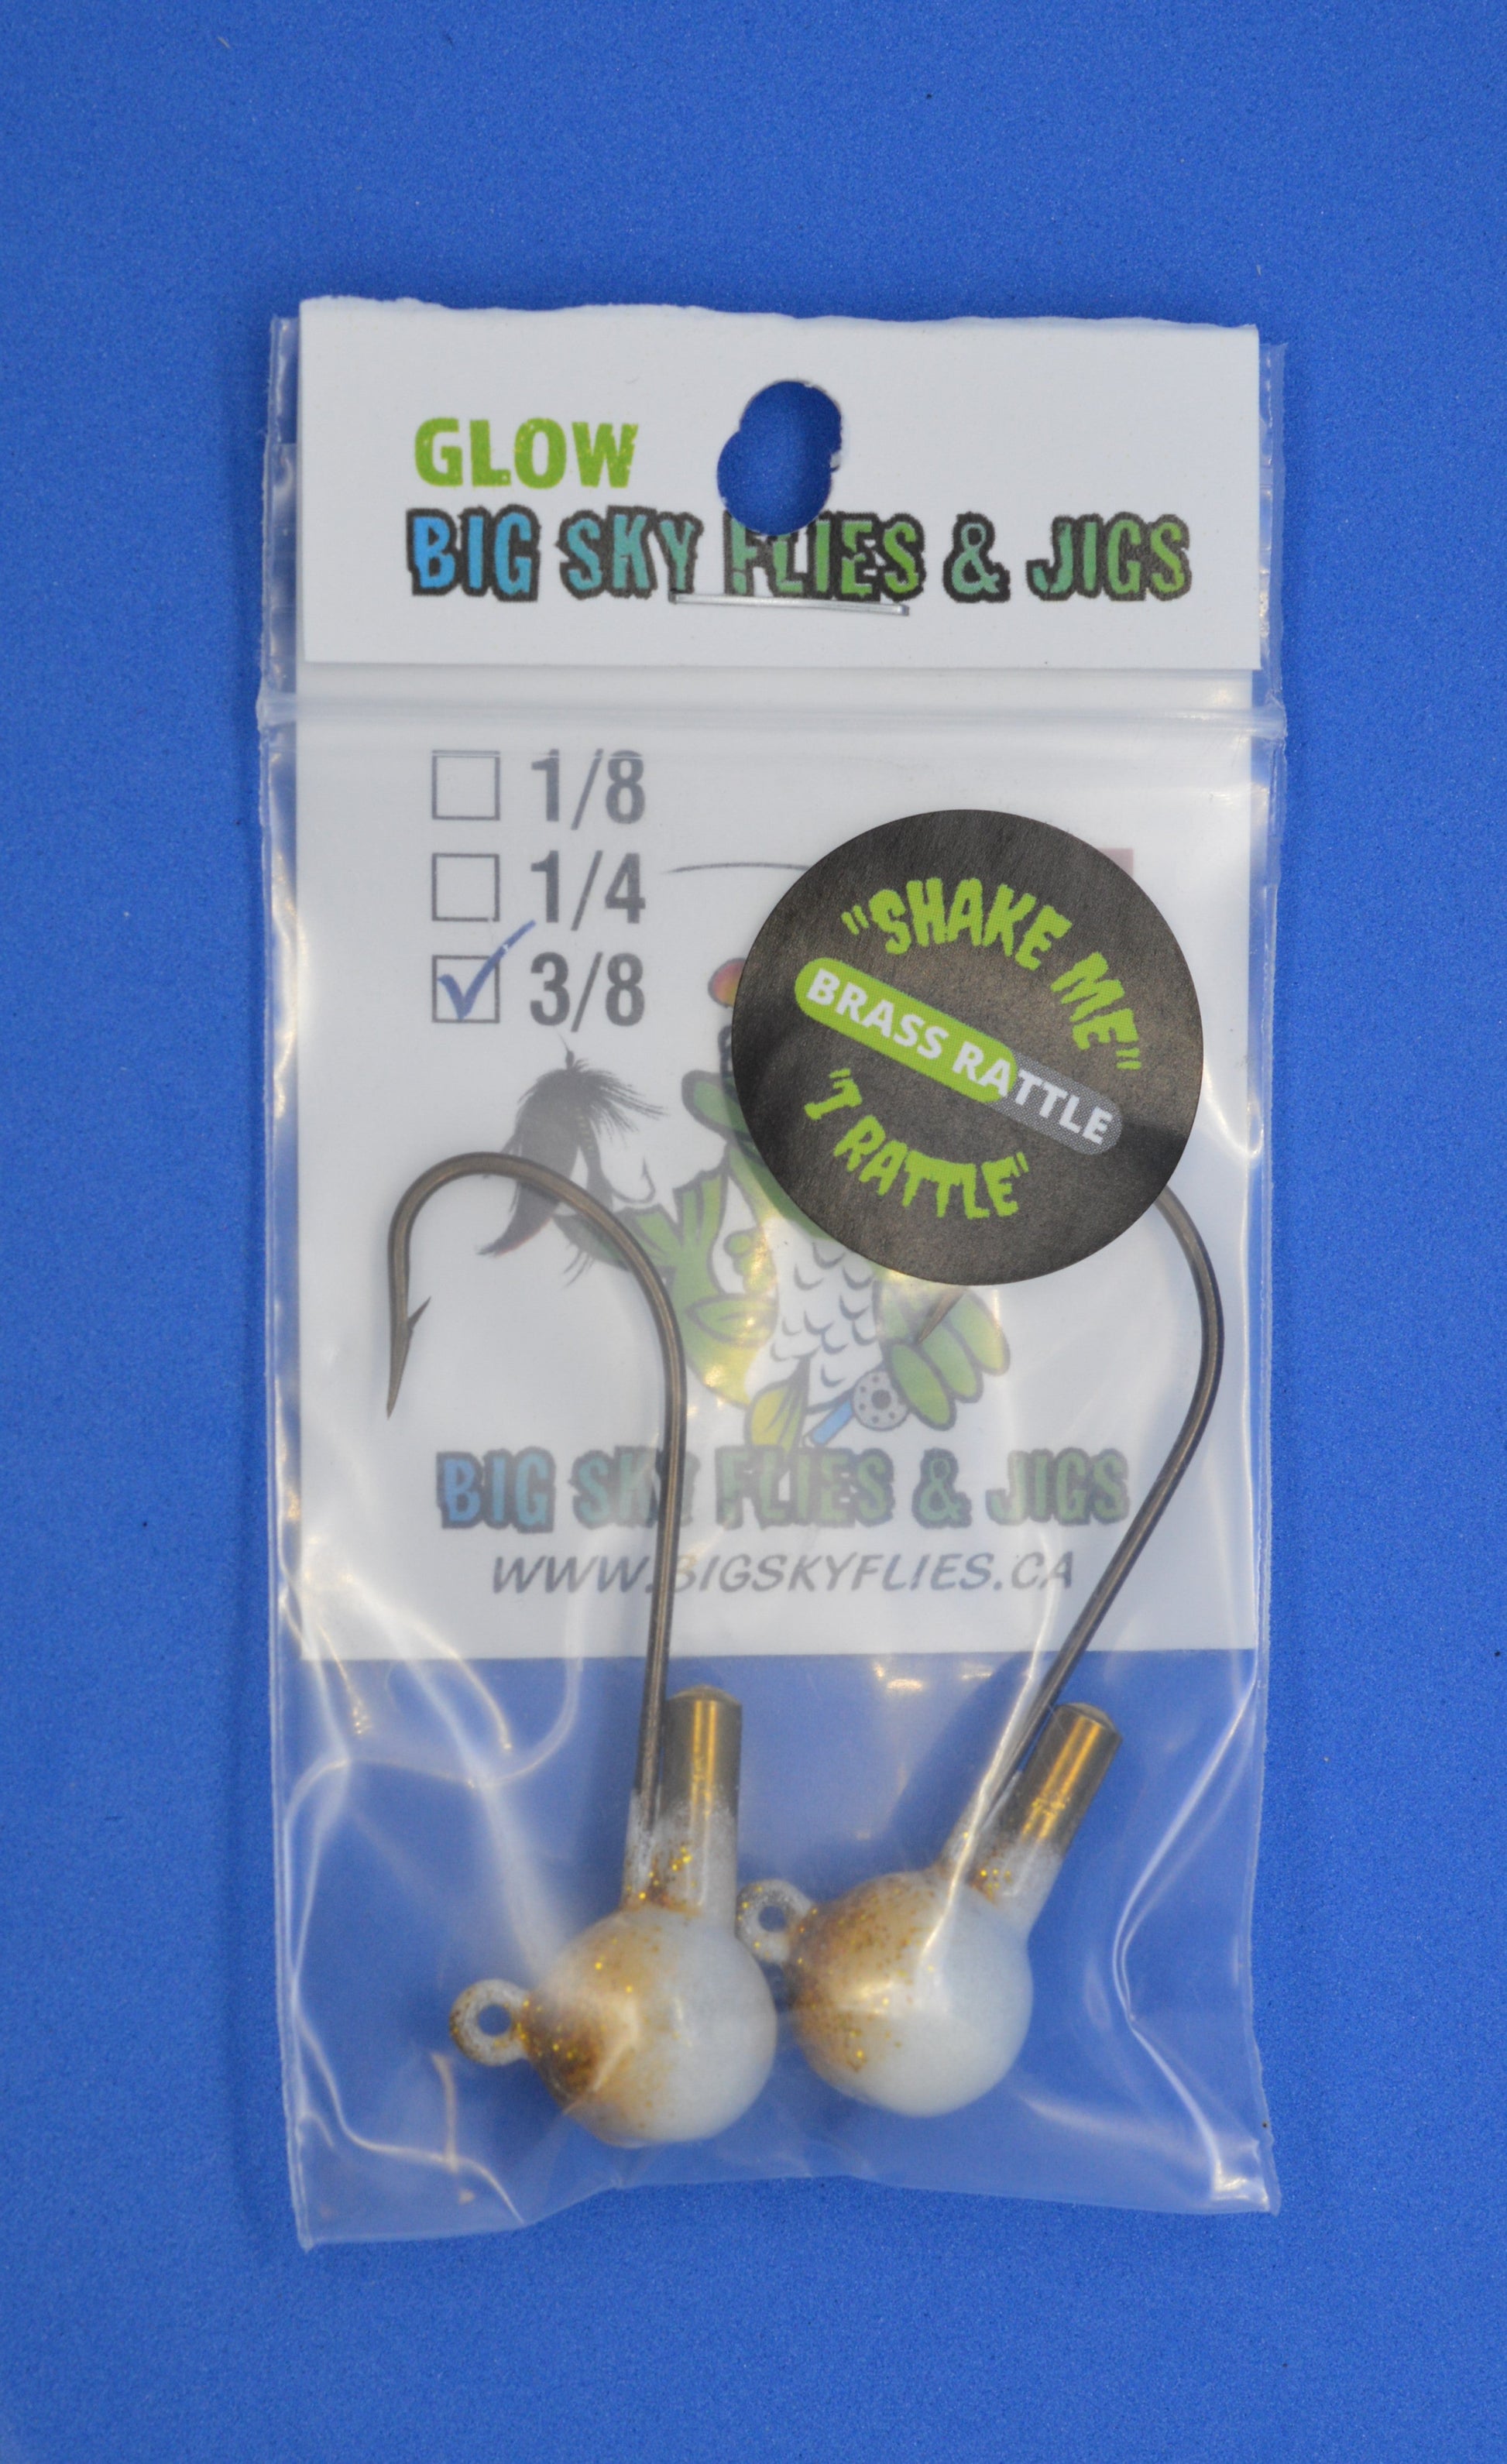 GLOW
BIG SKY FLIES & JIGS
1/8
1/4
3/8
"SHAKE ME"
BRASS RATTLE
"I RATTLE"
BIG SKY FLIES & JIGS
WWW.BIGSKYFLIES.CA